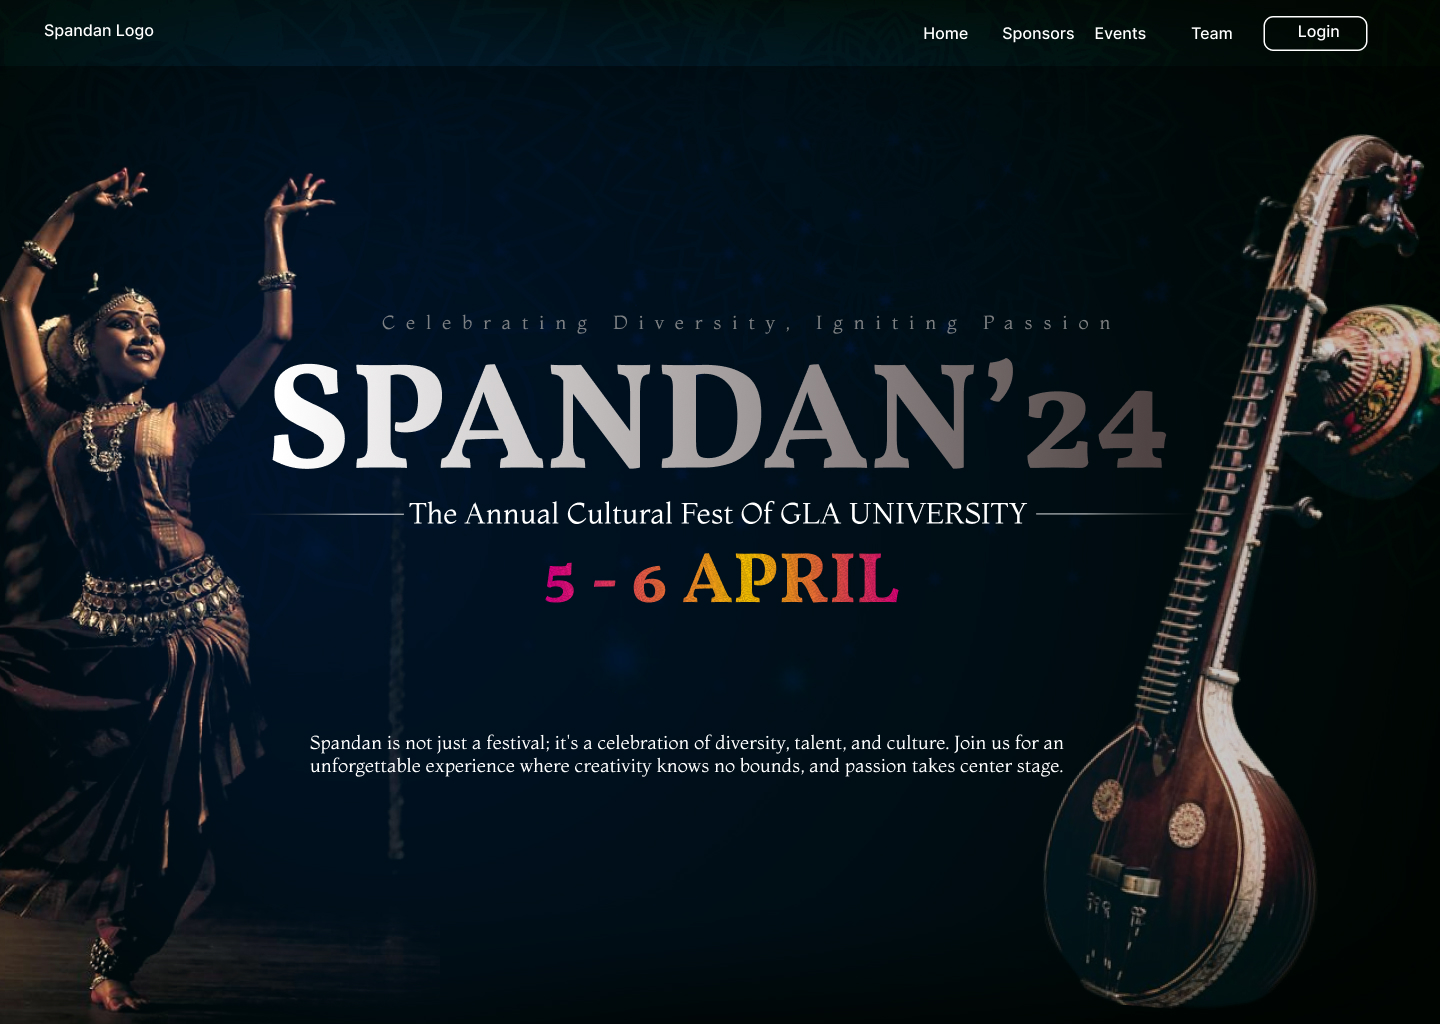 Spandan Logo
Home Sponsors Events Team Login
Celebrating Diversity, Igniting Passion
SPANDAN’24
The Annual Cultural Fest Of GLA UNIVERSITY
5 - 6 APRIL
Spandan is not just a festival; it's a celebration of diversity, talent, and culture. Join us for an
unforgettable experience where creativity knows no bounds, and passion takes center stage.